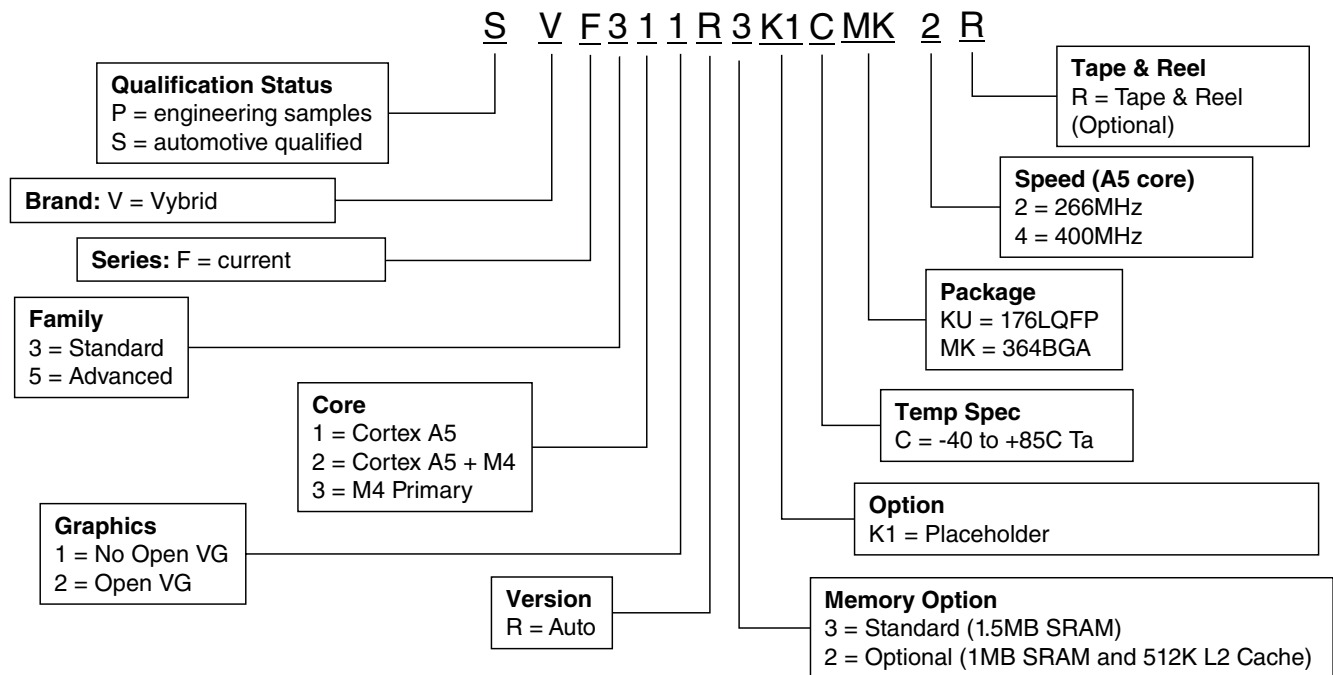 S V F 3 1 1 R 3 K1 C MK 2 R
Qualification Status
P = engineering samples
S = automotive qualified
Tape & Reel
R = Tape & Reel
(Optional)
Brand: V = Vybrid
Speed (A5 core)
2 = 266MHz
4 = 400MHz
Series: F = current
Package
KU = 176LQFP
MK = 364BGA
Family
3 = Standard
5 = Advanced
Core
1 = Cortex A5
2 = Cortex A5 + M4
3 = M4 Primary
Temp Spec
C = -40 to +85C Ta
Option
K1 = Placeholder
Graphics
1 = No Open VG
2 = Open VG
Version
R = Auto
Memory Option
3 = Standard (1.5MB SRAM)
2 = Optional (1MB SRAM and 512K L2 Cache)